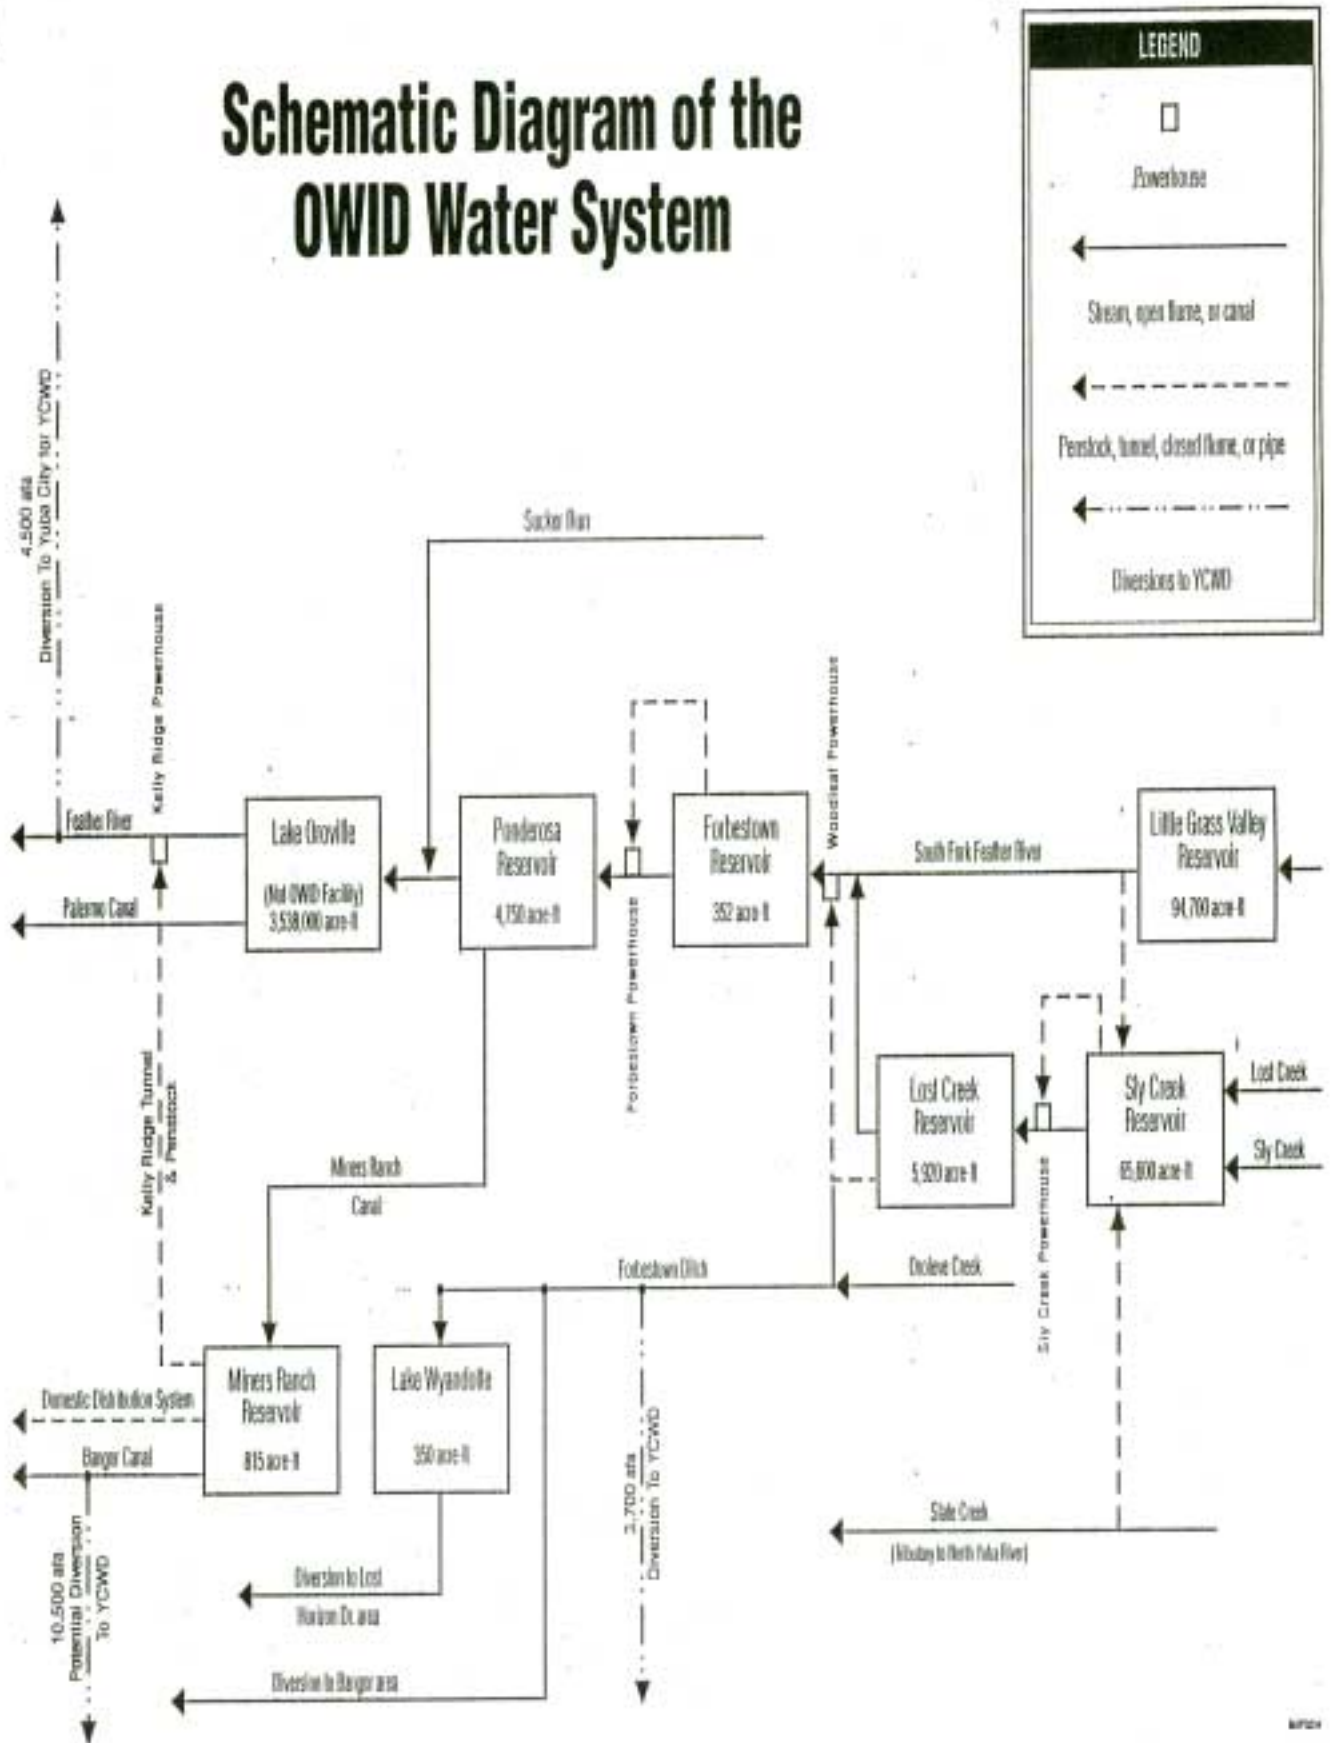 Schematic Diagram of the
OWID Water System
LEGEND
Powerhouse
Stream, open flume, or canal
Penstock, tunnel, closed flume, or pipe
Diversions to YCWD
4,500 afa
Diversion To Yuba City for YCWD
Kelly Ridge Powerhouse
Sucker Run
Woodleaf Powerhouse
Feather River
Palermo Canal
Lake Oroville
(Not OWID Facility)
3,538,000 acre-ft
Ponderosa
Reservoir
4,750 acre-ft
Forbestown
Reservoir
352 acre-ft
South Fork Feather River
Little Grass Valley
Reservoir
94,700 acre-ft
Forbestown Powerhouse
Kelly Ridge Tunnel
& Penstock
Miners Ranch
Canal
Lost Creek
Reservoir
5,920 acre-ft
Sly Creek
Reservoir
65,600 acre-ft
Lost Creek
Sly Creek
Sly Creek Powerhouse
Forbestown Ditch
Oroleve Creek
Miners Ranch
Reservoir
815 acre-ft
Lake Wyandotte
350 acre-ft
Domestic Distribution System
Bangor Canal
10,500 afa
Potential Diversion
To YCWD
Diversion to Lost
Horizon Dr. area
Diversion to Bangor area
3,700 afa
Diversion To YCWD
Slate Creek
(Tributary to North Yuba River)